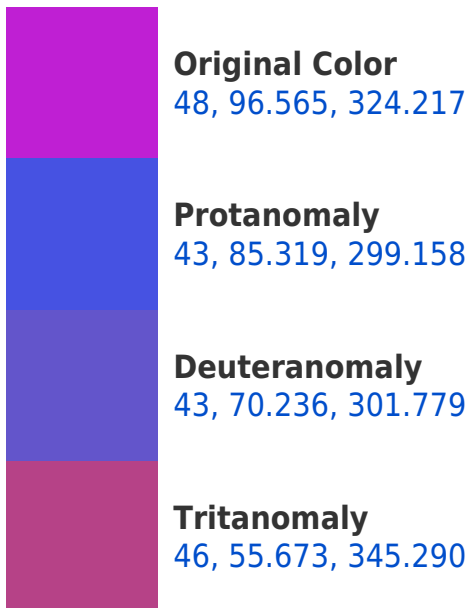 Original Color
48, 96.565, 324.217
Protanomaly
43, 85.319, 299.158
Deuteranomaly
43, 70.236, 301.779
Tritanomaly
46, 55.673, 345.290